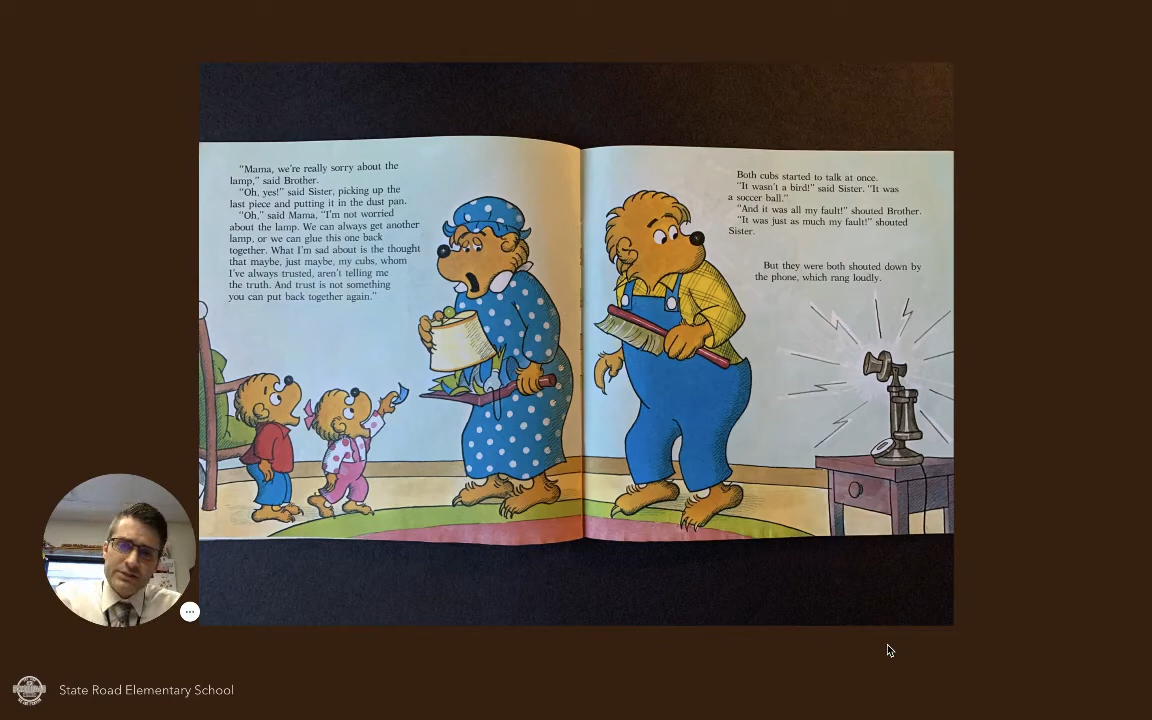 "Mama, we're really sorry about the
lamp," said Brother.
"Oh, yes!" said Sister, picking up the
last piece and putting it in the dust pan.
"Oh," said Mama, "I'm not worried
about the lamp. We can always get another
lamp, or we can glue this one back
together. What I'm sad about is the thought
that maybe, just maybe, my cubs, whom
I've always trusted, aren't telling me
the truth. And trust is not something
you can put back together again."
Both cubs started to talk at once.
"It wasn't a bird!" said Sister. "It was
a soccer ball."
"And it was all my fault!" shouted Brother.
"It was just as much my fault!" shouted
Sister.
But they were both shouted down by
the phone, which rang loudly.
State Road Elementary School